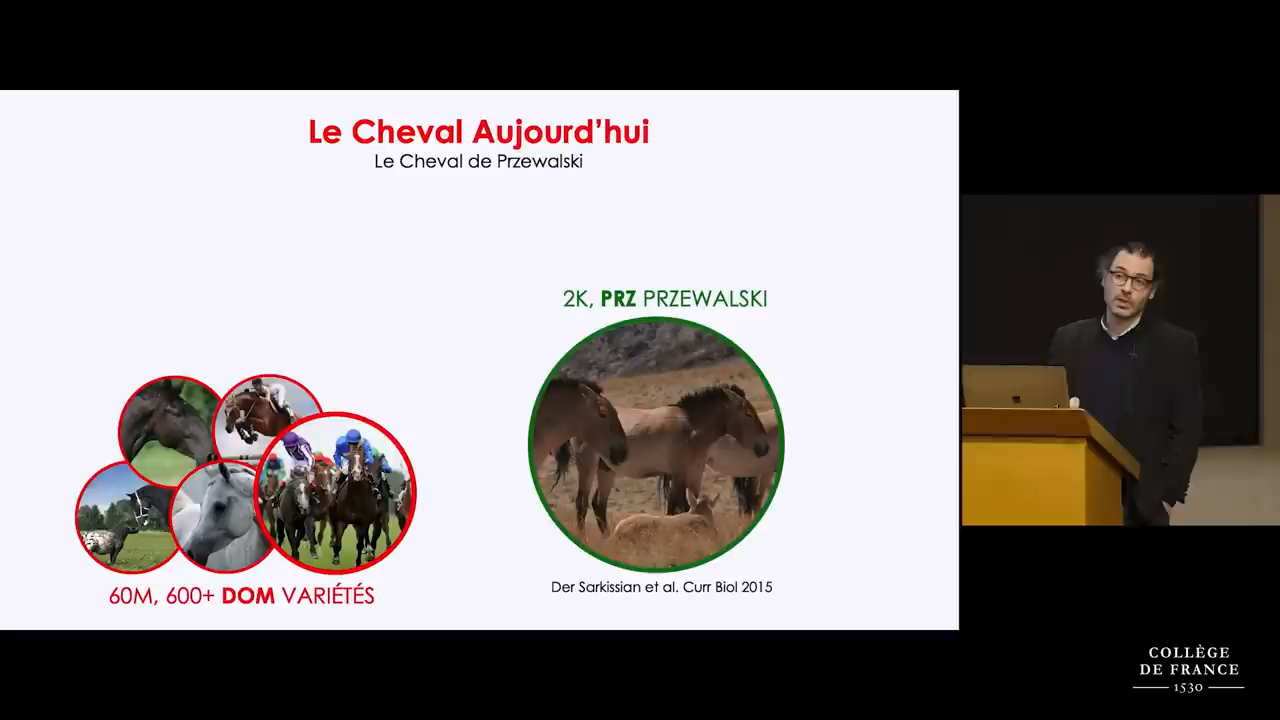 Le Cheval Aujourd'hui
Le Cheval de Przewalski
2K, PRZ PRZEWALSKI
Der Sarkissian et al. Curr Biol 2015
60M, 600+ DOM VARIÉTÉS
COLLÈGE
DE FRANCE
1530